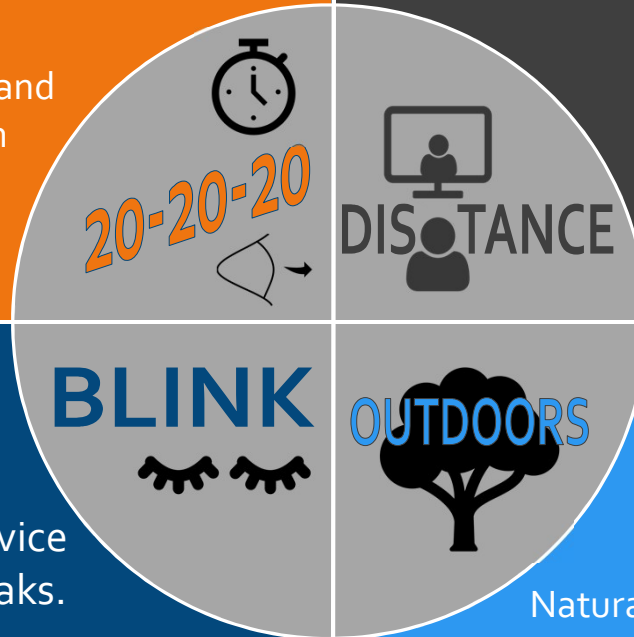 and
20-20-20
DISTANCE
BLINK
OUTDOORS
vice
aks.
Natura